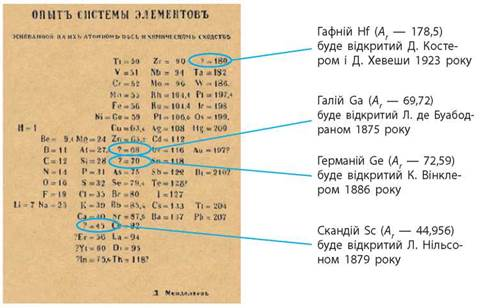 ОПЫТЪ СИСТЕМЫ ЭЛЕМЕНТОВЪ
ОСНОВАННОЙ НА ИХЪ АТОМНОМЪ ВѢСѢ И ХИМИЧЕСКОМЪ СХОДСТВѢ
Ti = 50 Zr = 90 ? = 180
V = 51 Nb = 94 Ta = 182
Cr = 52 Mo = 96 W = 186
Mn = 55 Rh = 104,4 Pt = 197,4
Fe = 56 Ru = 104,4 Ir = 198
Ni = Co = 59 Pl = 106,6 Os = 199
H = 1 Cu = 63,4 Ag = 108 Hg = 200
Be = 9,4 Mg = 24 Zn = 65,2 Cd = 112
B = 11 Al = 27,4 ? = 68 Ur = 116 Au = 197?
C = 12 Si = 28 ? = 70 Sn = 118
N = 14 P = 31 As = 75 Sb = 122 Bi = 210?
O = 16 S = 32 Se = 79,4 Te = 128?
F = 19 Cl = 35,5 Br = 80 I = 127
Li = 7 Na = 23 K = 39 Rb = 85,4 Cs = 133 Tl = 204
Ca = 40 Sr = 87,6 Ba = 137 Pb = 207
? = 45 Ce = 92
?Er = 56 La = 94
?Yt = 60 Di = 95
?In = 75,6 Th = 118?
Д. Менделѣевъ
Гафній Hf (Ar — 178,5)
буде відкритий Д. Косте-
ром і Д. Хевеши 1923 року
Галій Ga (Ar — 69,72)
буде відкритий Л. де Буабод-
раном 1875 року
Германій Ge (Ar — 72,59)
буде відкритий К. Вінкле-
ром 1886 року
Скандій Sc (Ar — 44,956)
буде відкритий Л. Нільсо-
ном 1879 року